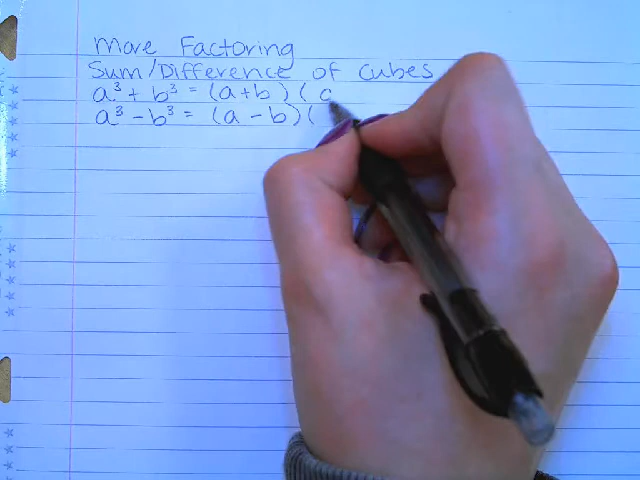 More Factoring
Sum/Difference of Cubes
a³ + b³ = (a+b) ( a
a³ - b³ = (a - b) (